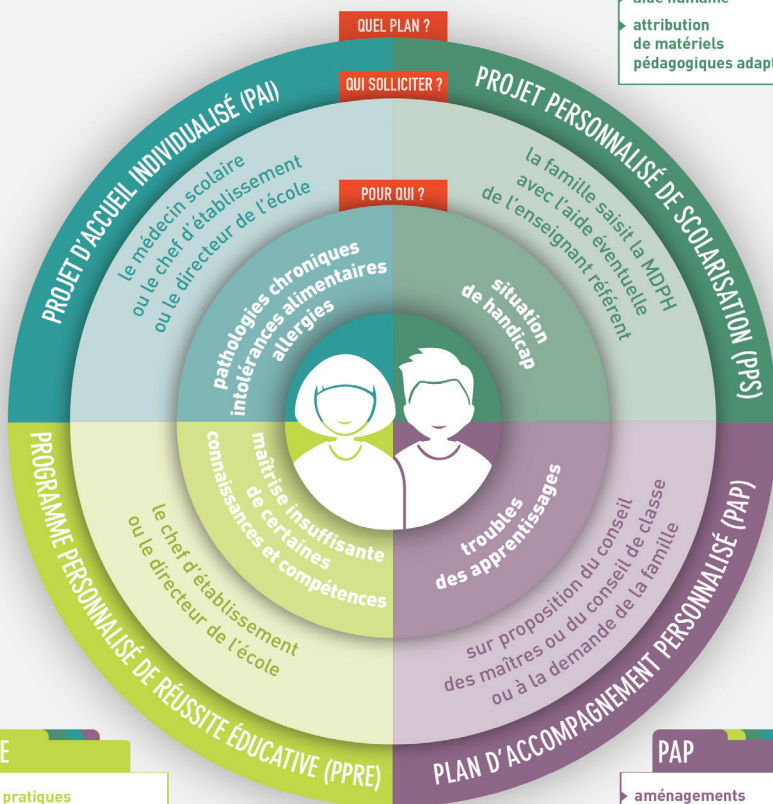 aide humaine
attribution
de matériels
pédagogiques
QUEL PLAN ?
QUI SOLLICITER ?
POUR QUI ?
PROJET D'ACCUEIL INDIVIDUALISÉ (PAI)
le médecin scolaire
ou le chef d'établissement
ou le directeur de l'école
pathologies chroniques
intolérances alimentaires
allergies
PROJET PERSONNALISÉ DE SCOLARISATION (PPS)
la famille saisit la MDPH
avec l'aide éventuelle
de l'enseignant référent
situation
de handicap
PROGRAMME PERSONNALISÉ DE RÉUSSITE ÉDUCATIVE (PPRE)
le chef d'établissement
ou le directeur de l'école
maîtrise insuffisante
de certaines
connaissances et compétences
PLAN D'ACCOMPAGNEMENT PERSONNALISÉ (PAP)
sur proposition du conseil
des maîtres ou du conseil de classe
ou à la demande de la famille
troubles
des apprentissages
E
pratiques
PAP
aménagements